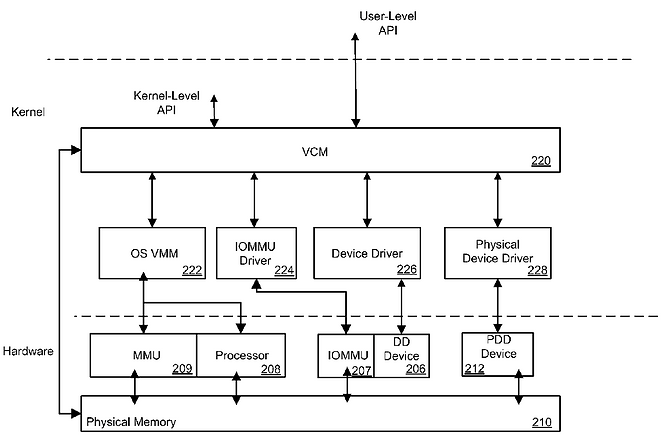 User-Level
API
Kernel-Level
API
Kernel
VCM
220
OS VMM
222
IOMMU
Driver
224
Device Driver
226
Physical
Device Driver
228
Hardware
MMU
209
Processor
208
IOMMU
207
DD
Device
206
PDD
Device
212
Physical Memory
210